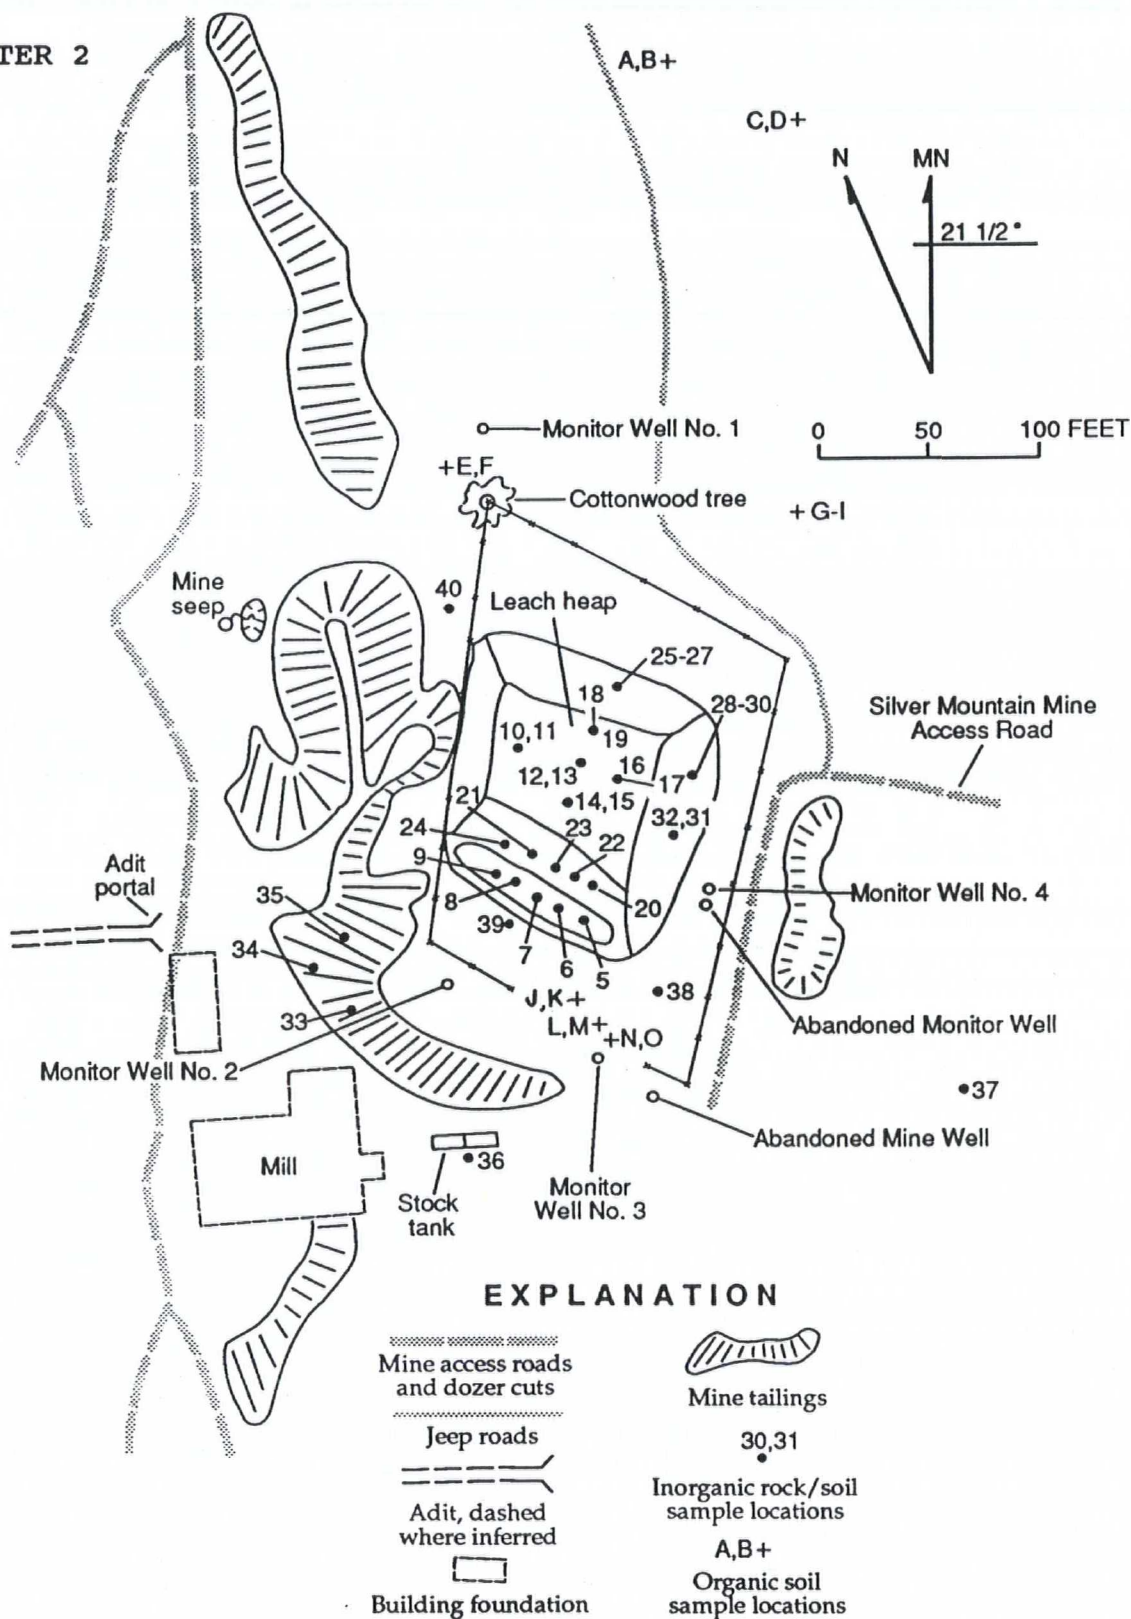 TER 2
A,B+
C,D+
N
MN
21 1/2°
Monitor Well No. 1
0
50
100 FEET
+E,F
Cottonwood tree
+ G-I
Mine
seep
40
Leach heap
25-27
18
28-30
Silver Mountain Mine
Access Road
10,11
19
16
12,13
17
21
14,15
32,31
24
23
22
9
Adit
portal
35
Monitor Well No. 4
8
20
39
34
7
6
5
38
J,K+
33
L,M+
+N,O
Abandoned Monitor Well
Monitor Well No. 2
37
Abandoned Mine Well
Mill
36
Stock
tank
Monitor
Well No. 3
EXPLANATION
Mine access roads
and dozer cuts
Jeep roads
Adit, dashed
where inferred
Building foundation
Mine tailings
30,31
Inorganic rock/soil
sample locations
A,B+
Organic soil
sample locations